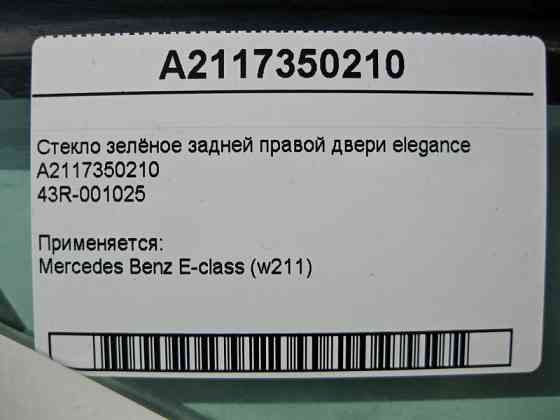 A2117350210
Стекло зелёное задней правой двери elegance
A2117350210
43R-001025
Применяется:
Mercedes Benz E-class (w211)